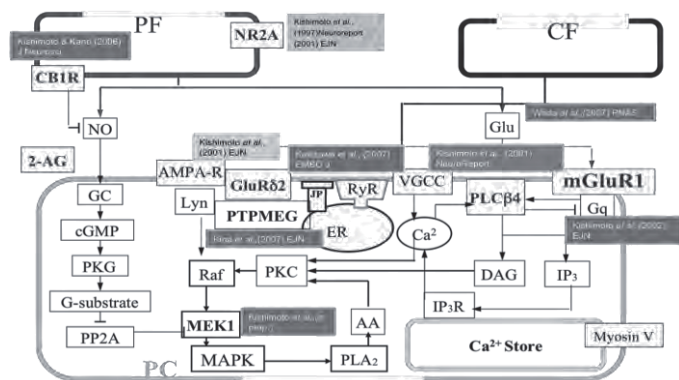 PF
CF
NR2A
Kishimoto et al.,
(1997)Neuroreport
(2001) EJN
Kishimoto & Kano (2006)
CB1R
NO
Glu
2-AG
Kishimoto et al.,
(2001) EJN
(2007)
Kishimoto et al., (2001)
Neuroreport
AMPA-R
GluRδ2
JP
RyR
VGCC
PLCβ4
mGluR1
GC
Lyn
PTPMEG
ER
Ca²
Gq
Kishimoto et al. (2002)
EJN
cGMP
(2007) EJN
PKG
Raf
PKC
DAG
IP₃
G-substrate
MEK1
AA
IP₃R
PP2A
MAPK
PLA₂
Ca²⁺ Store
Myosin V
PC